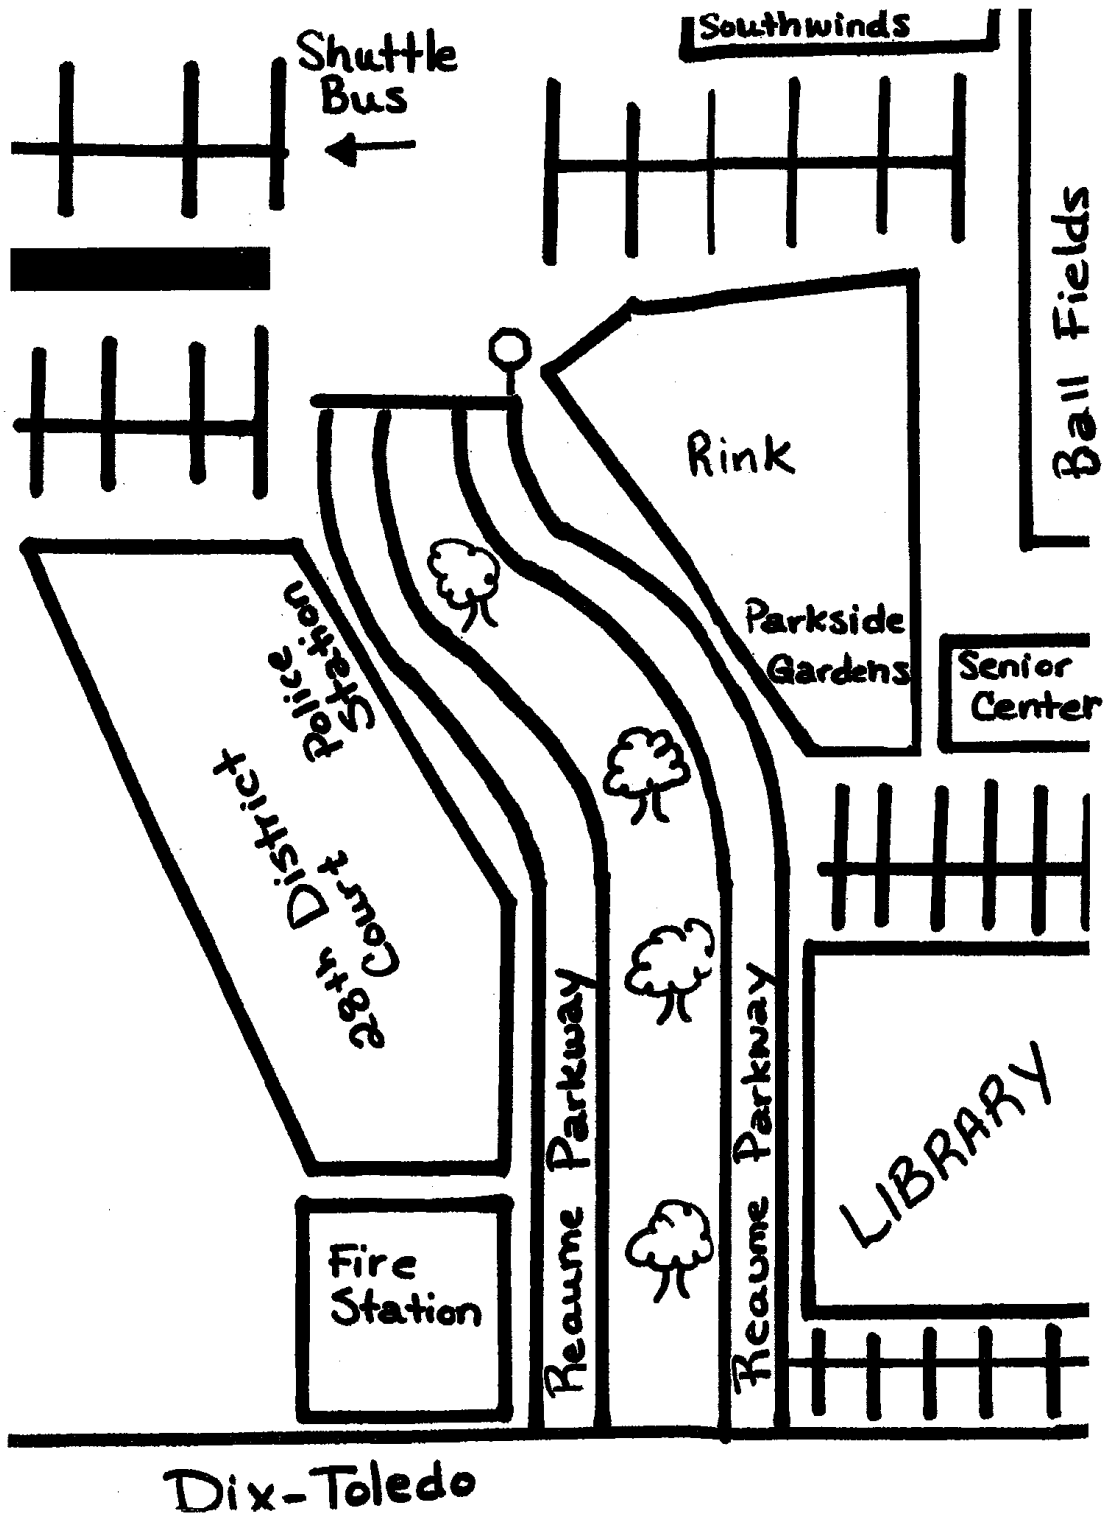 Southwinds
Shuttle
Bus
Ball Fields
Rink
Parkside
Gardens
Senior
Center
Police
Station
28th District
Court
Reaume Parkway
Reaume Parkway
LIBRARY
Fire
Station
Dix-Toledo